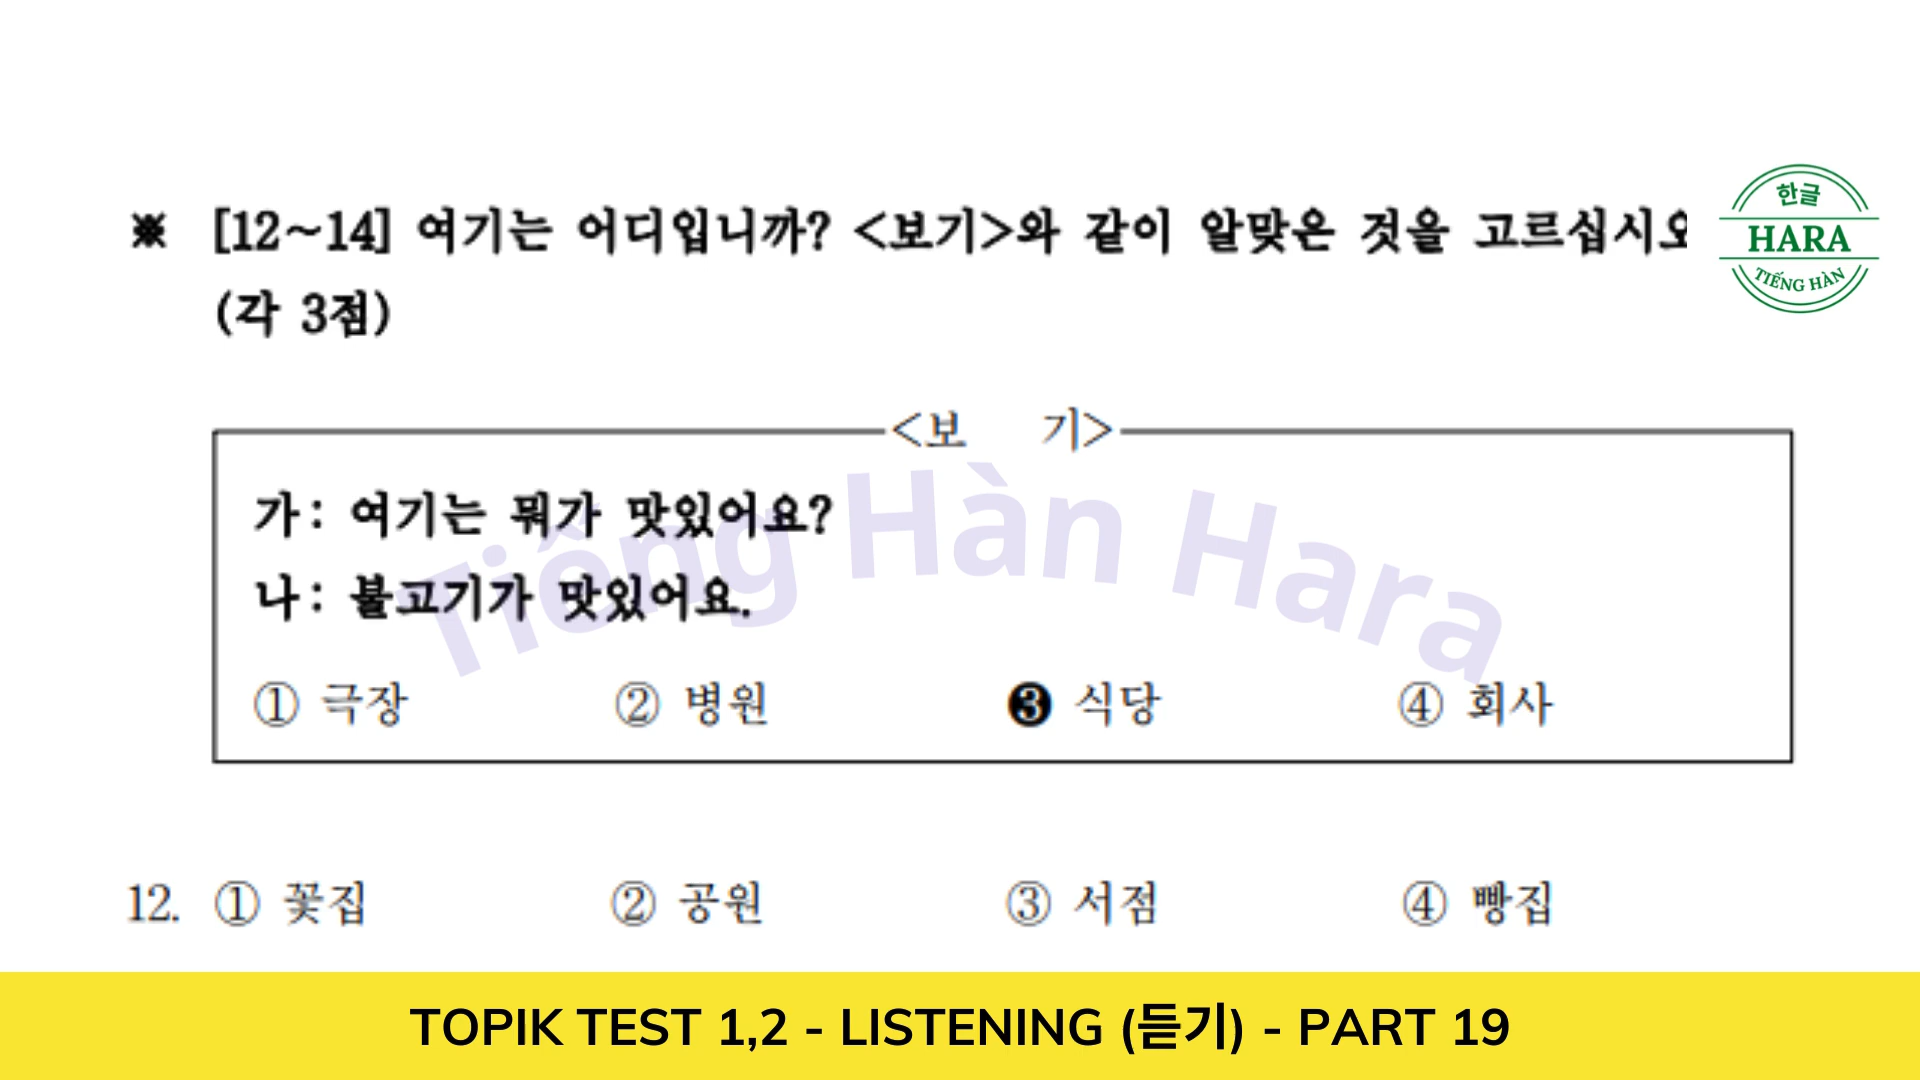 ※ [12～14] 여기는 어디입니까? <보기>와 같이 알맞은 것을 고르십시오
(각 3점)
한글
HARA
TIẾNG HÀN
<보 기>
가: 여기는 뭐가 맛있어요?
나: 불고기가 맛있어요.
Tiếng Hàn Hara
① 극장 ② 병원 ❸ 식당 ④ 회사
12. ① 꽃집 ② 공원 ③ 서점 ④ 빵집
TOPIK TEST 1,2 - LISTENING (듣기) - PART 19